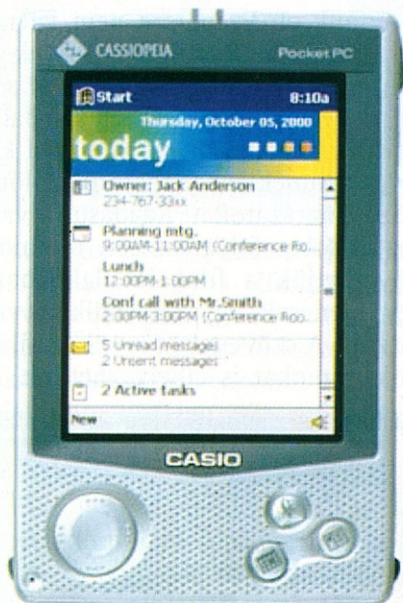 CASSIOPEIA Pocket PC
Start 8:10a
Thursday, October 05, 2000
today
Owner: Jack Anderson
234-767-33xx
Planning mtg.
9:00AM-11:00AM (Conference Ro...
Lunch
12:00PM-1:00PM
Conf call with Mr.Smith
2:00PM-3:00PM (Conference Roo...
5 Unread messages
2 Unsent messages
2 Active tasks
New
CASIO